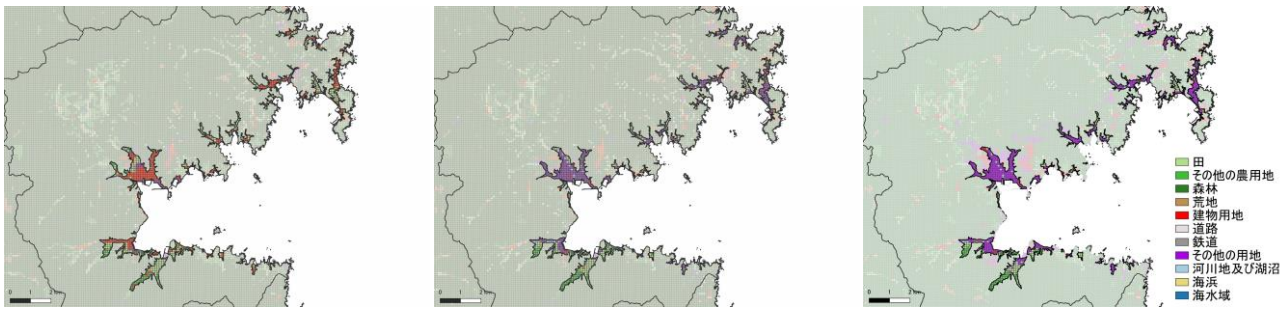 田
その他の農用地
森林
荒地
建物用地
道路
鉄道
その他の用地
河川地及び湖沼
海浜
海水域